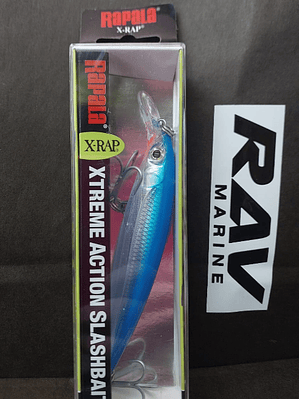 Rapala
X-RAP®
Rapala
X-RAP
XTREME ACTION SLASHBAIT
RAV
MARINE